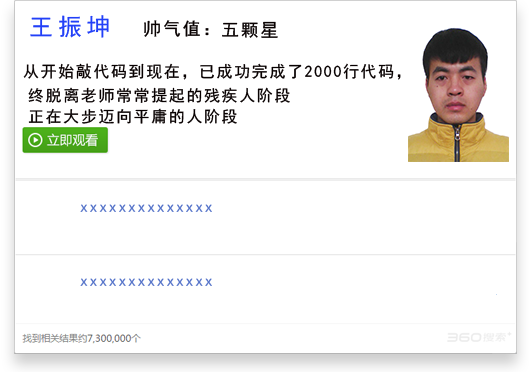 王振坤 帅气值：五颗星
从开始敲代码到现在，已成功完成了2000行代码，
终脱离老师常常提起的残疾人阶段
正在大步迈向平庸的人阶段
立即观看
xxxxxxxxxxxxxx
xxxxxxxxxxxxxx
找到相关结果约7,300,000个 360搜索+